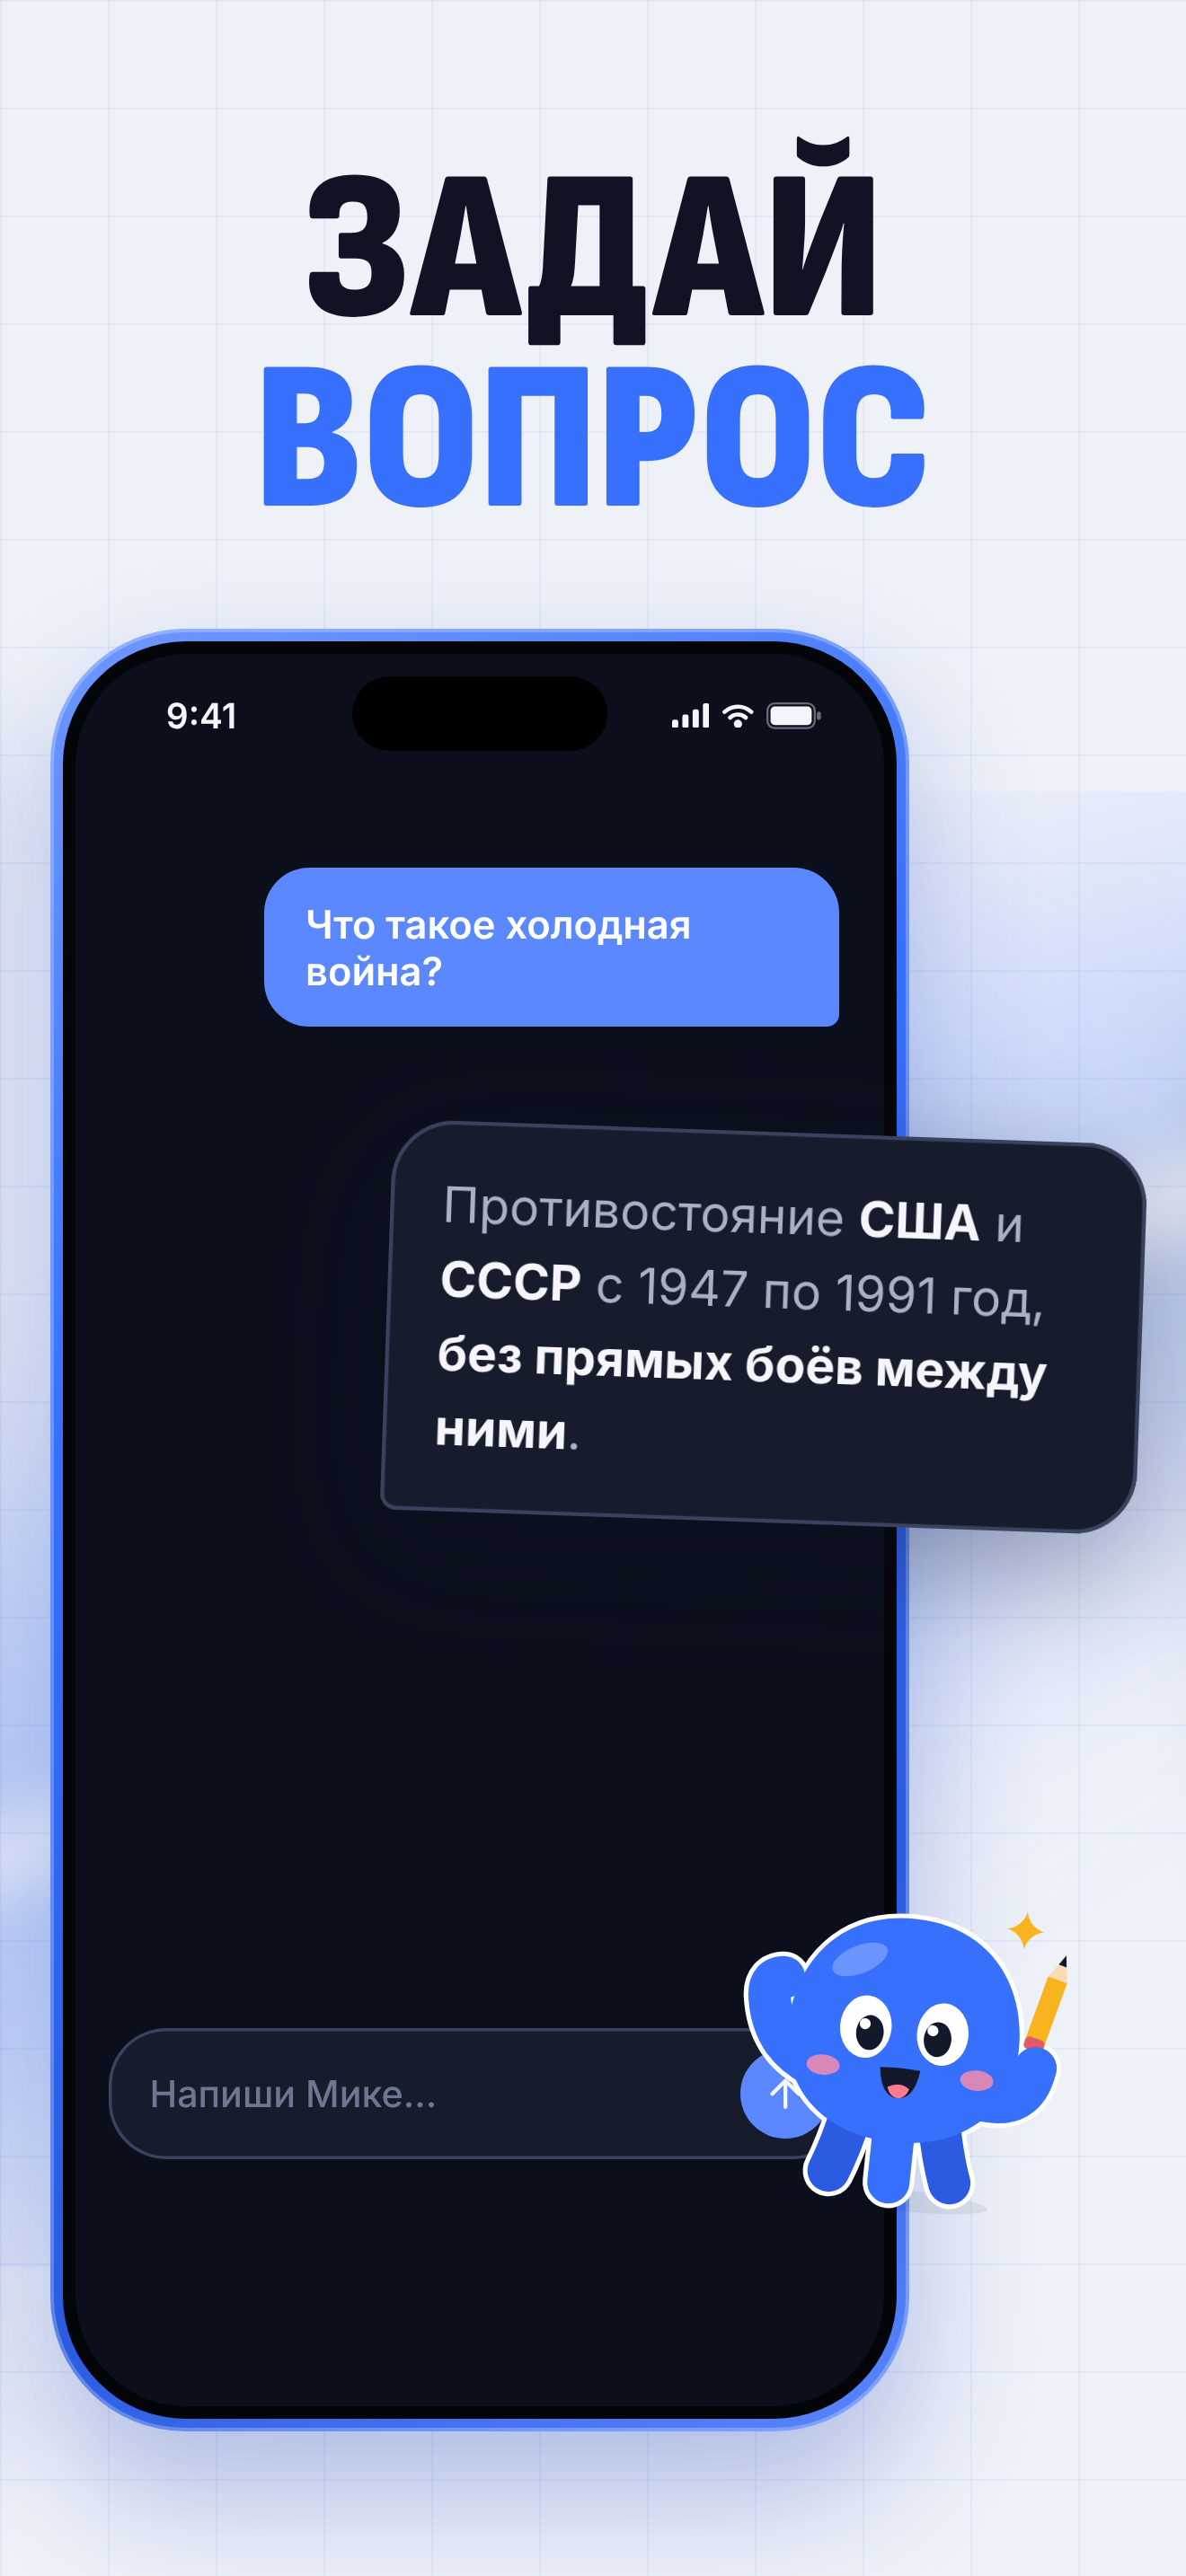 ЗАДАЙ
ВОПРОС
9:41
Что такое холодная
война?
Противостояние США и
СССР с 1947 по 1991 год,
без прямых боёв между
ними.
Напиши Мике...